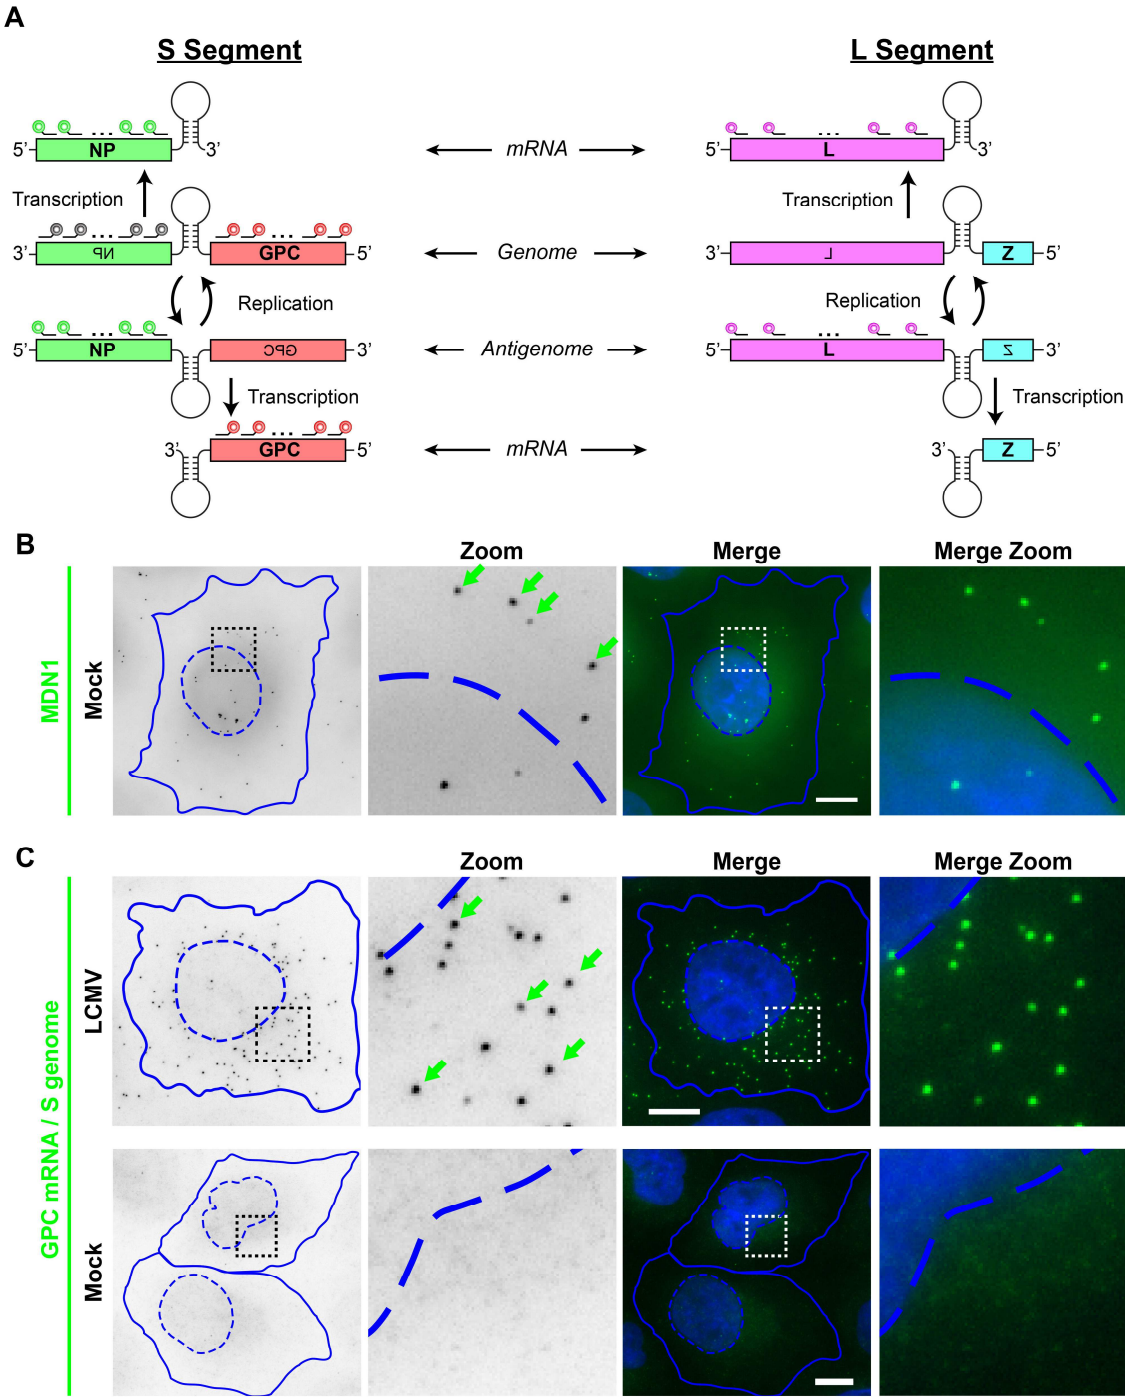 A
S Segment
L Segment
5’ NP 3’
mRNA
5’ L 3’
Transcription
Transcription
3’ NP GPC 5’
Genome
3’ L Z 5’
Replication
Replication
5’ NP GPC 3’
Antigenome
5’ L Z 3’
Transcription
Transcription
3’ GPC 5’
mRNA
3’ Z 5’
B
Zoom
Merge
Merge Zoom
MDN1
Mock
C
Zoom
Merge
Merge Zoom
GPC mRNA / S genome
LCMV
Mock